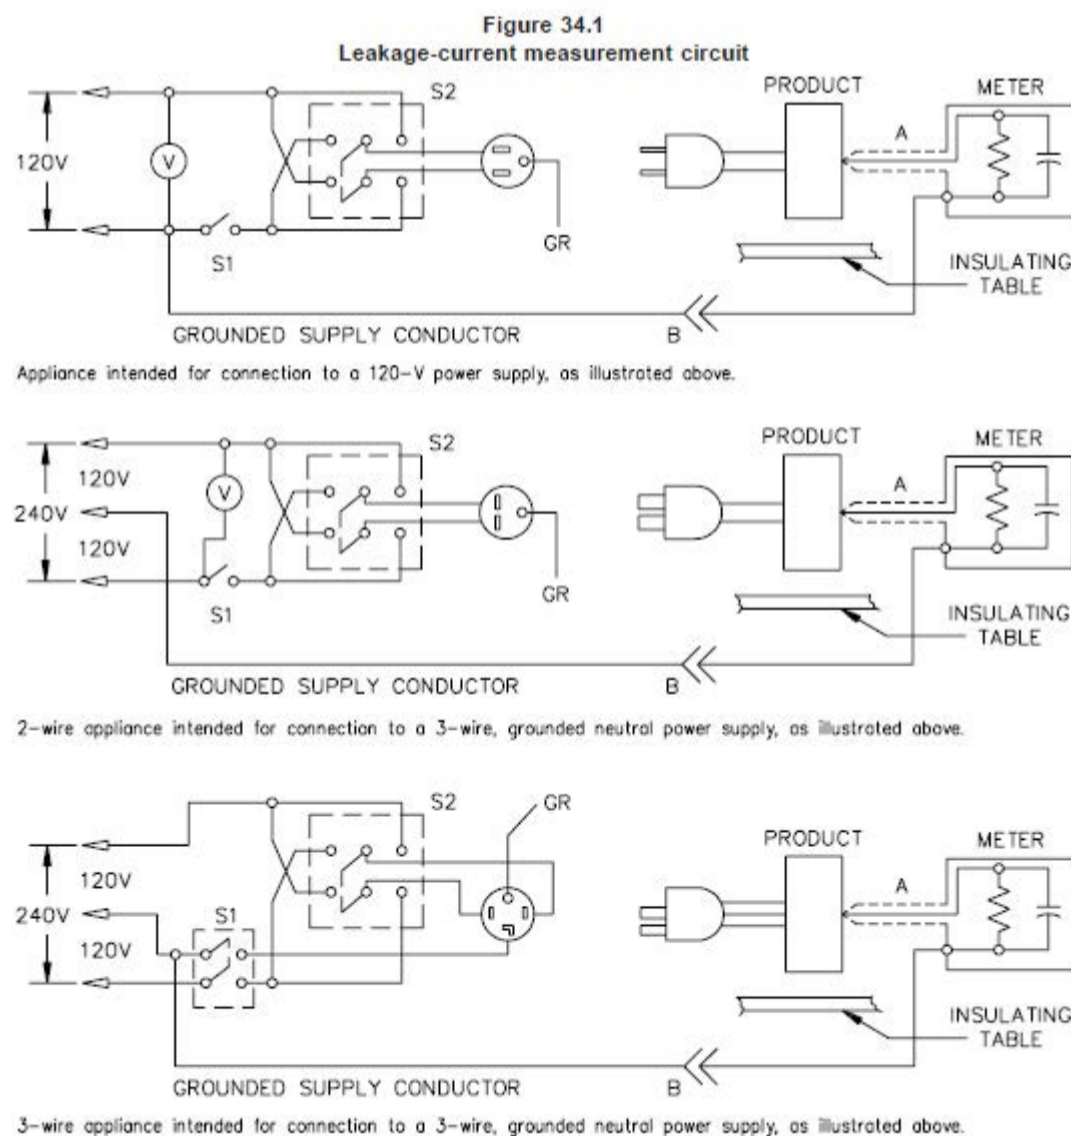 Figure 34.1
Leakage-current measurement circuit
S2
PRODUCT
METER
120V
V
A
S1
GR
INSULATING
TABLE
GROUNDED SUPPLY CONDUCTOR
B
Appliance intended for connection to a 120-V power supply, as illustrated above.
S2
PRODUCT
METER
120V
V
A
240V
120V
S1
GR
INSULATING
TABLE
GROUNDED SUPPLY CONDUCTOR
B
2-wire appliance intended for connection to a 3-wire, grounded neutral power supply, as illustrated above.
S2
GR
PRODUCT
METER
120V
A
240V
S1
120V
INSULATING
TABLE
GROUNDED SUPPLY CONDUCTOR
B
3-wire appliance intended for connection to a 3-wire, grounded neutral power supply, as illustrated above.